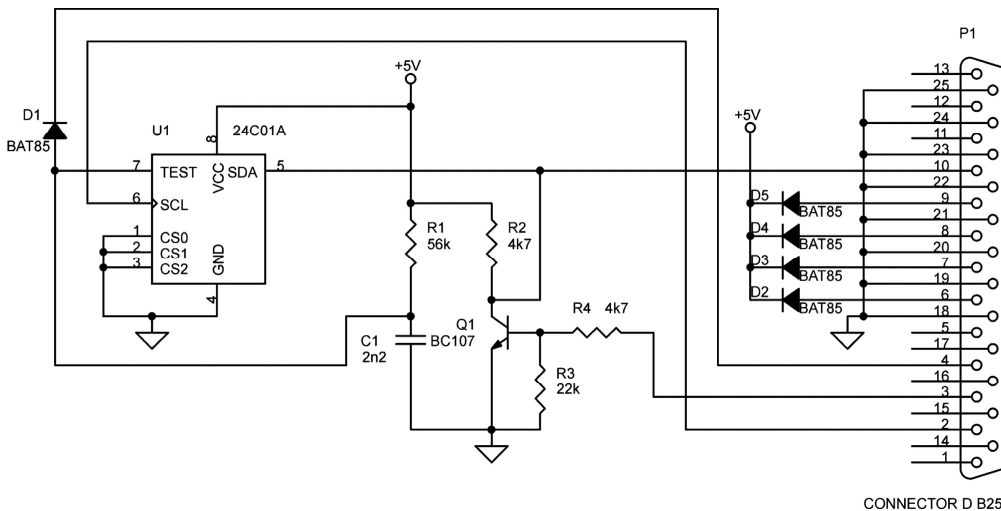 P1
+5V
13
25
D1
12
U1
8
24C01A
+5V
24
BAT85
11
23
7
TEST
VCC
SDA
5
10
22
6
SCL
D5
9
BAT85
21
1
CS0
R1
R2
D4
8
2
CS1
56k
4k7
BAT85
20
3
CS2
GND
D3
7
BAT85
19
4
D2
6
BAT85
R4
4k7
18
Q1
5
C1
BC107
17
2n2
4
R3
16
22k
3
15
2
14
1
CONNECTOR D B25